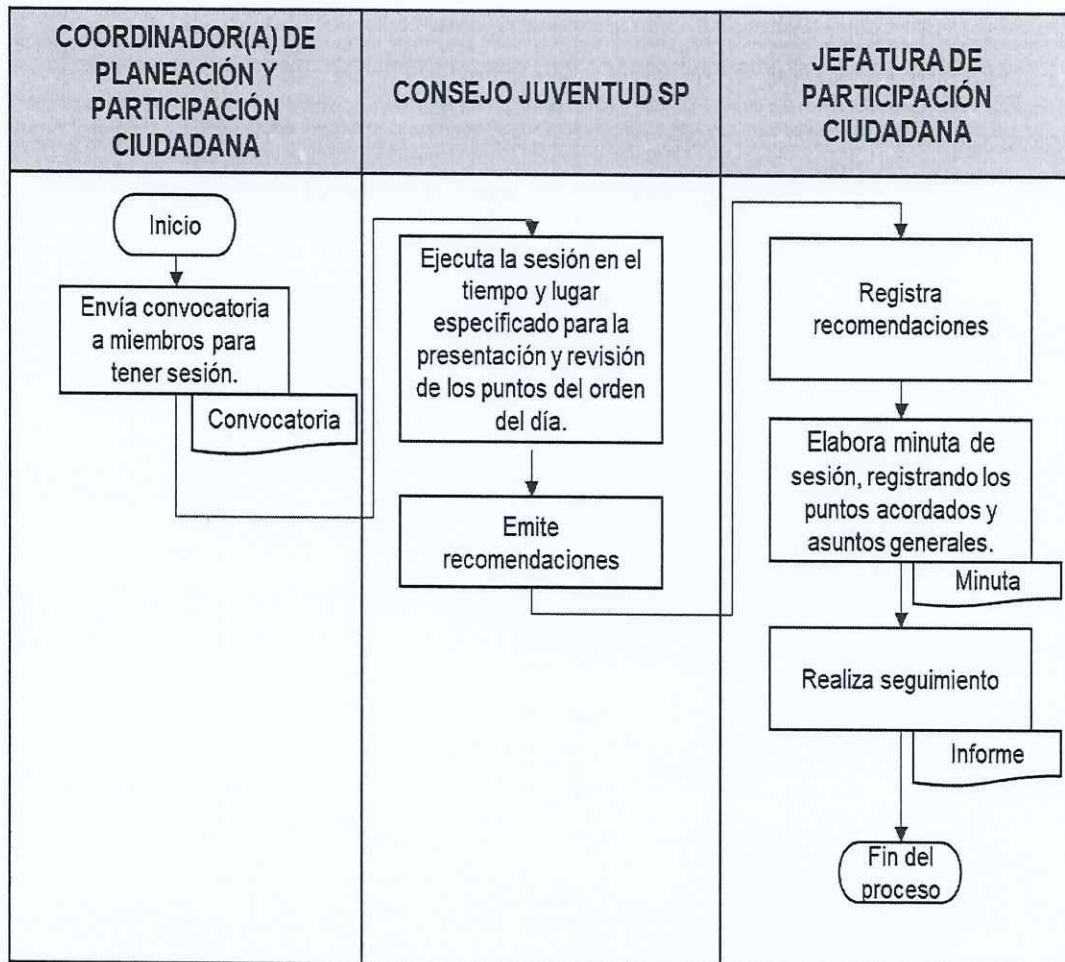 COORDINADOR(A) DE
PLANEACIÓN Y
PARTICIPACIÓN
CIUDADANA
CONSEJO JUVENTUD SP
JEFATURA DE
PARTICIPACIÓN
CIUDADANA
Inicio
Envía convocatoria
a miembros para
tener sesión.
Convocatoria
Ejecuta la sesión en el
tiempo y lugar
especificado para la
presentación y revisión
de los puntos del orden
del día.
Emite
recomendaciones
Registra
recomendaciones
Elabora minuta de
sesión, registrando los
puntos acordados y
asuntos generales.
Minuta
Realiza seguimiento
Informe
Fin del
proceso